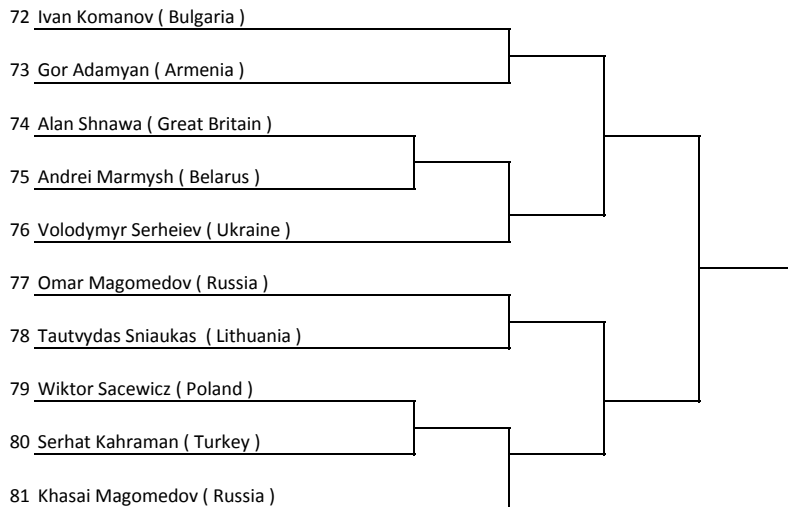 72 Ivan Komanov ( Bulgaria )
73 Gor Adamyan ( Armenia )
74 Alan Shnawa ( Great Britain )
75 Andrei Marmysh ( Belarus )
76 Volodymyr Serheiev ( Ukraine )
77 Omar Magomedov ( Russia )
78 Tautvydas Sniaukas ( Lithuania )
79 Wiktor Sacewicz ( Poland )
80 Serhat Kahraman ( Turkey )
81 Khasai Magomedov ( Russia )